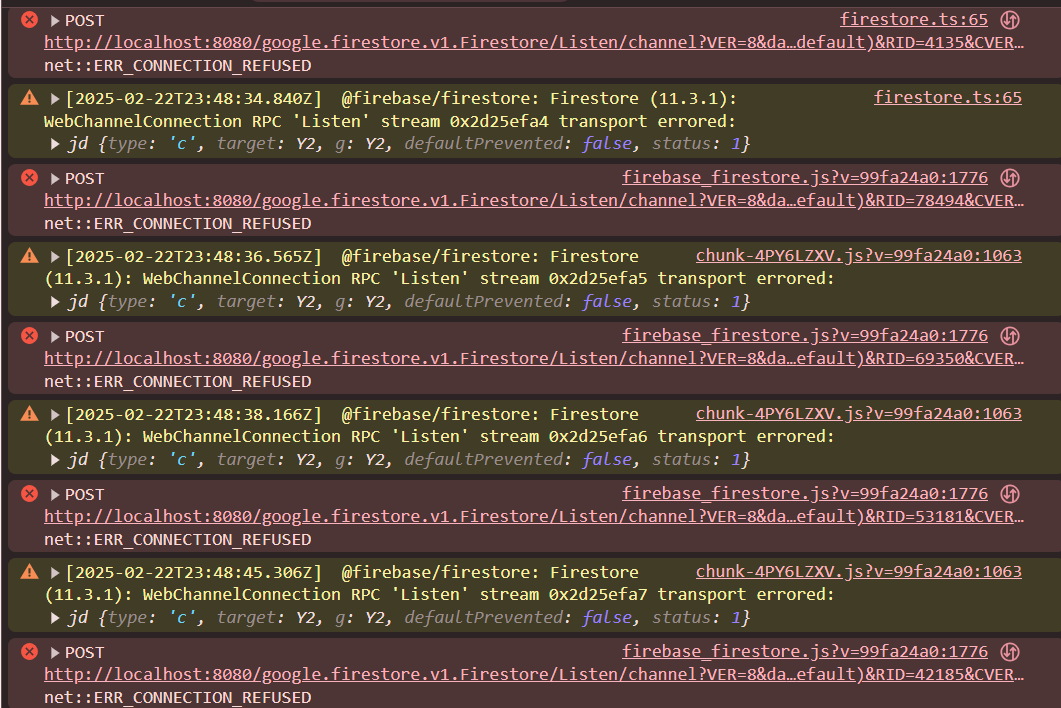 POST firestore.ts:65
http://localhost:8080/google.firestore.v1.Firestore/Listen/channel?VER=8&da…default)&RID=4135&CVER…
net::ERR_CONNECTION_REFUSED
[2025-02-22T23:48:34.840Z]  @firebase/firestore: Firestore (11.3.1): firestore.ts:65
WebChannelConnection RPC 'Listen' stream 0x2d25efa4 transport errored:
jd {type: 'c', target: Y2, g: Y2, defaultPrevented: false, status: 1}
POST firebase_firestore.js?v=99fa24a0:1776
http://localhost:8080/google.firestore.v1.Firestore/Listen/channel?VER=8&da…efault)&RID=78494&CVER…
net::ERR_CONNECTION_REFUSED
[2025-02-22T23:48:36.565Z]  @firebase/firestore: Firestore chunk-4PY6LZXV.js?v=99fa24a0:1063
(11.3.1): WebChannelConnection RPC 'Listen' stream 0x2d25efa5 transport errored:
jd {type: 'c', target: Y2, g: Y2, defaultPrevented: false, status: 1}
POST firebase_firestore.js?v=99fa24a0:1776
http://localhost:8080/google.firestore.v1.Firestore/Listen/channel?VER=8&da…efault)&RID=69350&CVER…
net::ERR_CONNECTION_REFUSED
[2025-02-22T23:48:38.166Z]  @firebase/firestore: Firestore chunk-4PY6LZXV.js?v=99fa24a0:1063
(11.3.1): WebChannelConnection RPC 'Listen' stream 0x2d25efa6 transport errored:
jd {type: 'c', target: Y2, g: Y2, defaultPrevented: false, status: 1}
POST firebase_firestore.js?v=99fa24a0:1776
http://localhost:8080/google.firestore.v1.Firestore/Listen/channel?VER=8&da…efault)&RID=53181&CVER…
net::ERR_CONNECTION_REFUSED
[2025-02-22T23:48:45.306Z]  @firebase/firestore: Firestore chunk-4PY6LZXV.js?v=99fa24a0:1063
(11.3.1): WebChannelConnection RPC 'Listen' stream 0x2d25efa7 transport errored:
jd {type: 'c', target: Y2, g: Y2, defaultPrevented: false, status: 1}
POST firebase_firestore.js?v=99fa24a0:1776
http://localhost:8080/google.firestore.v1.Firestore/Listen/channel?VER=8&da…efault)&RID=42185&CVER…
net::ERR_CONNECTION_REFUSED